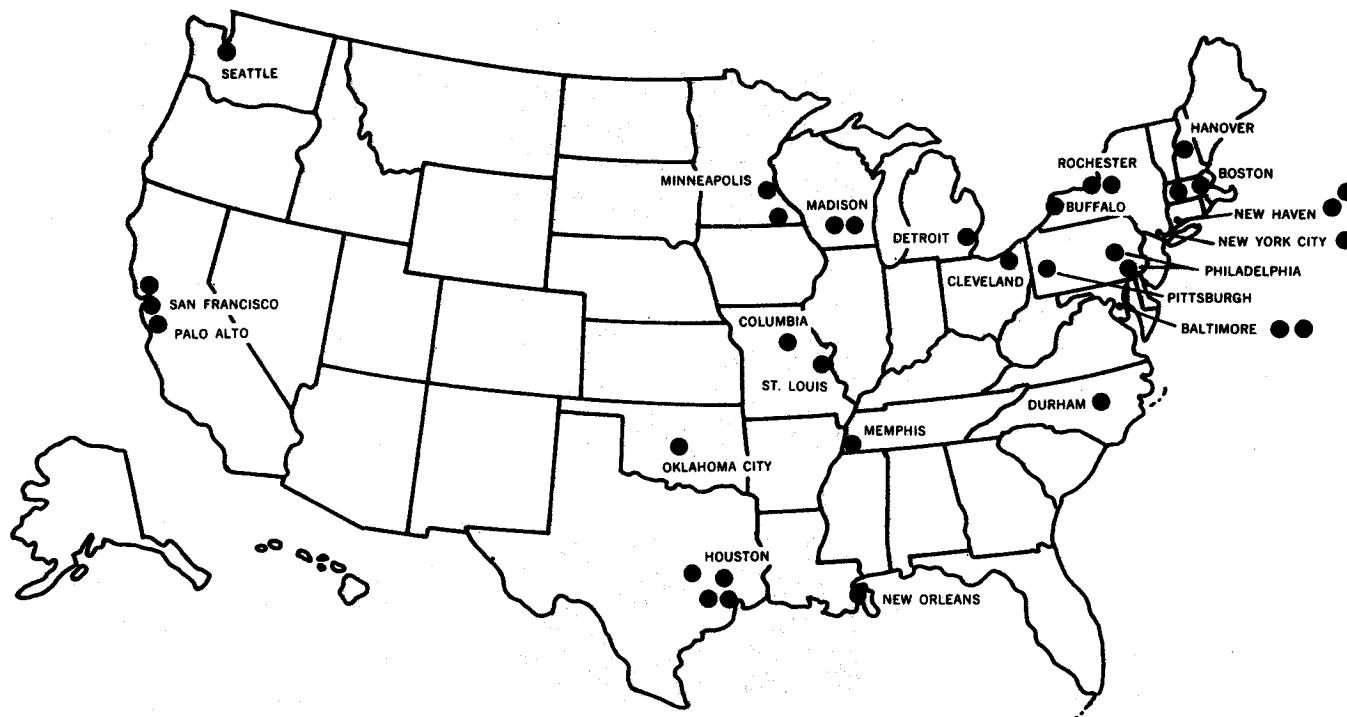 SEATTLE
HANOVER
ROCHESTER
BOSTON
MINNEAPOLIS
MADISON
BUFFALO
NEW HAVEN
DETROIT
NEW YORK CITY
CLEVELAND
PHILADELPHIA
PITTSBURGH
SAN FRANCISCO
COLUMBIA
BALTIMORE
PALO ALTO
ST. LOUIS
DURHAM
MEMPHIS
OKLAHOMA CITY
HOUSTON
NEW ORLEANS